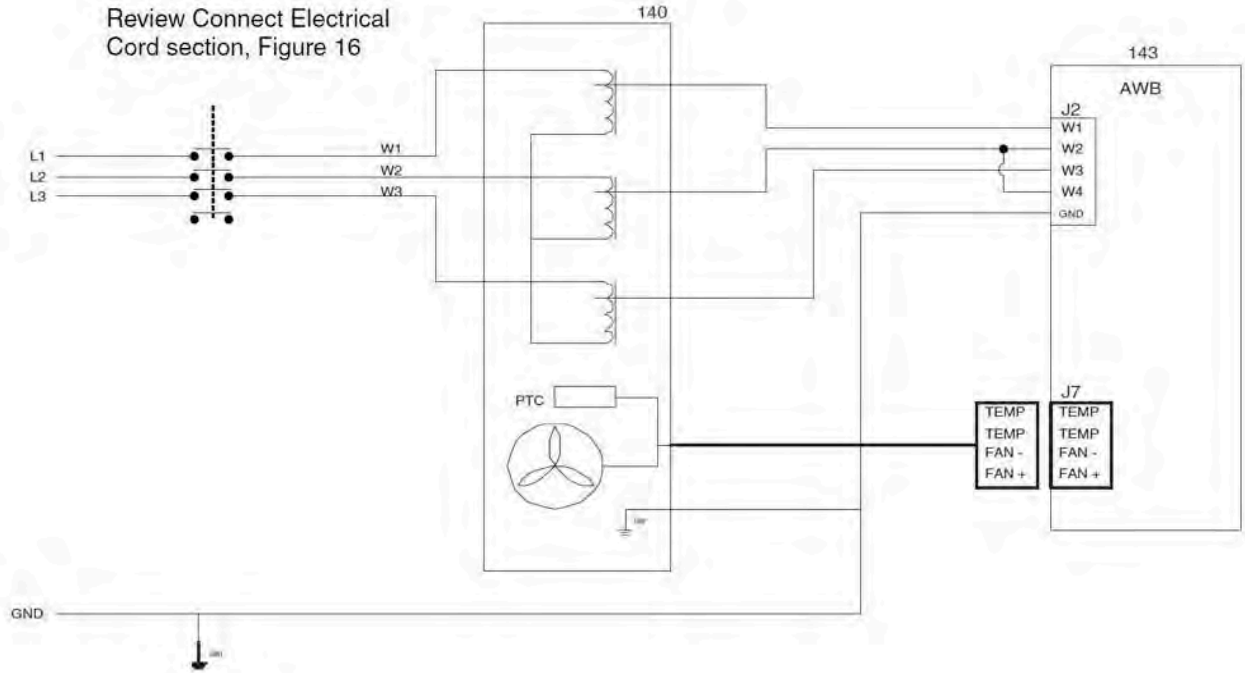 Review Connect Electrical
Cord section, Figure 16
140
143
AWB
J2
W1
W2
W3
W4
GND
L1
L2
L3
W1
W2
W3
PTC
J7
TEMP
TEMP
FAN -
FAN +
TEMP
TEMP
FAN -
FAN +
GND